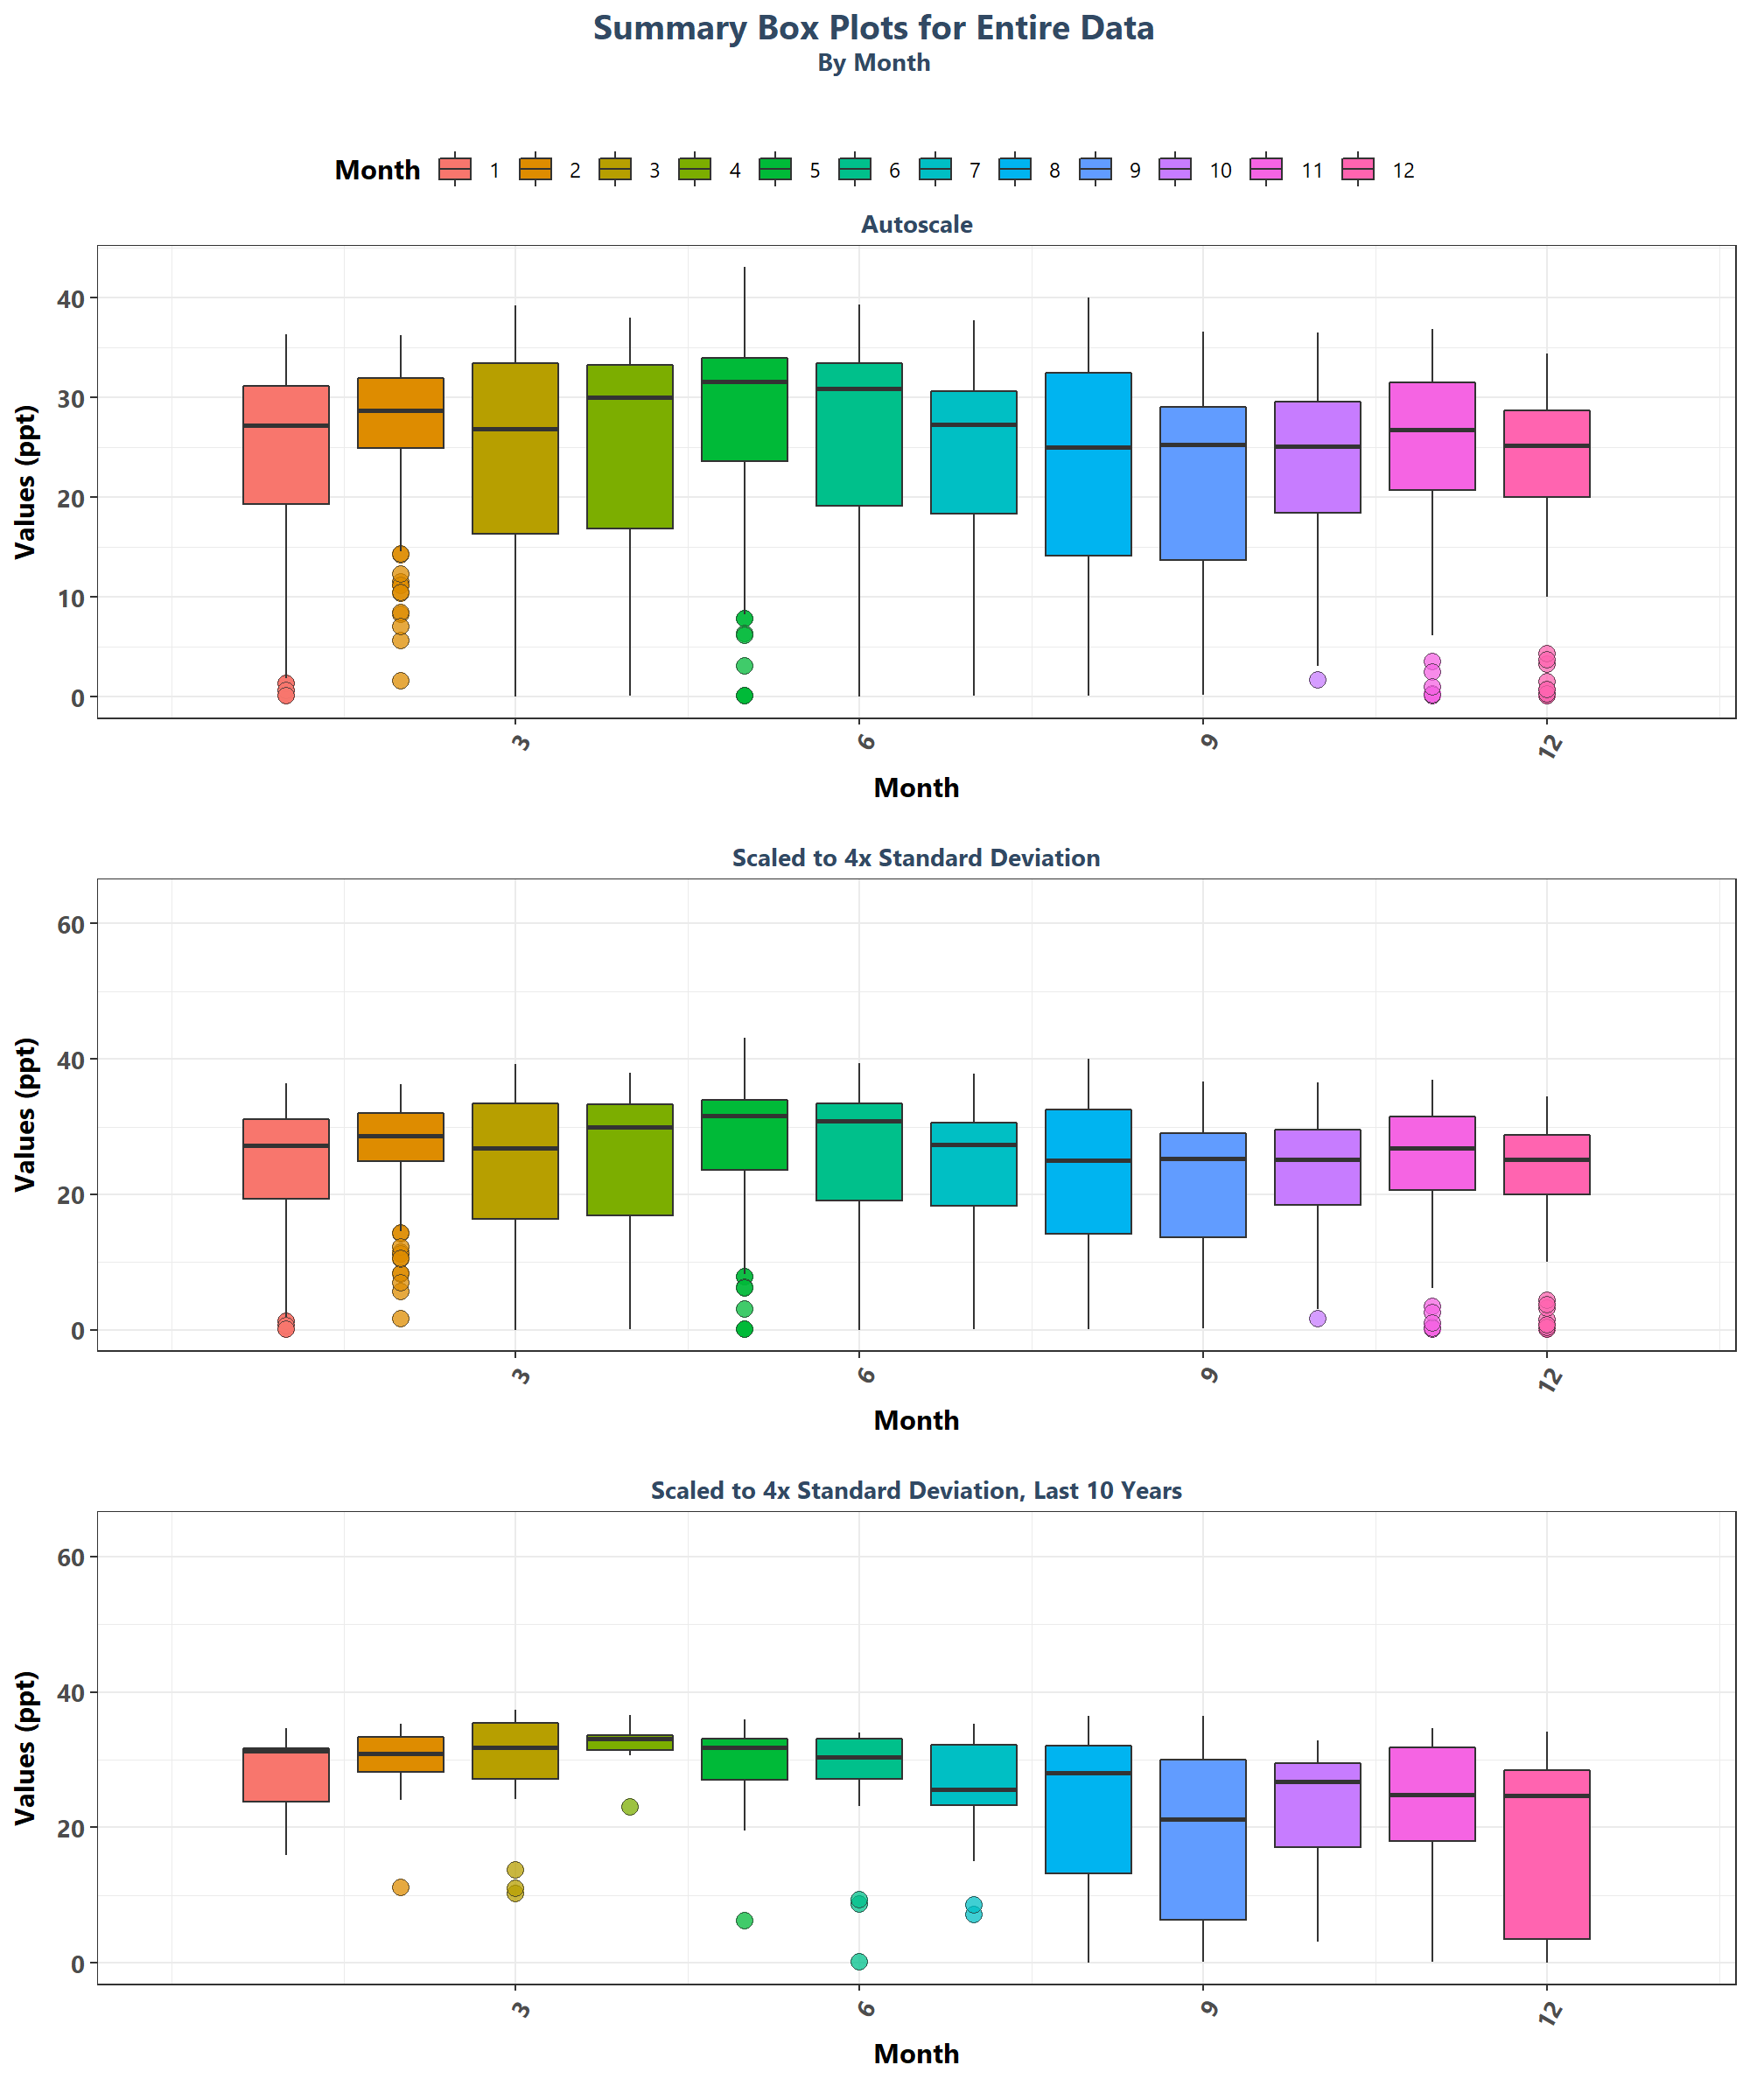 Summary Box Plots for Entire Data
By Month
Month 1 2 3 4 5 6 7 8 9 10 11 12
Autoscale
Values (ppt)
40
30
20
10
0
3 6 9 12
Month
Scaled to 4x Standard Deviation
Values (ppt)
60
40
20
0
3 6 9 12
Month
Scaled to 4x Standard Deviation, Last 10 Years
Values (ppt)
60
40
20
0
3 6 9 12
Month